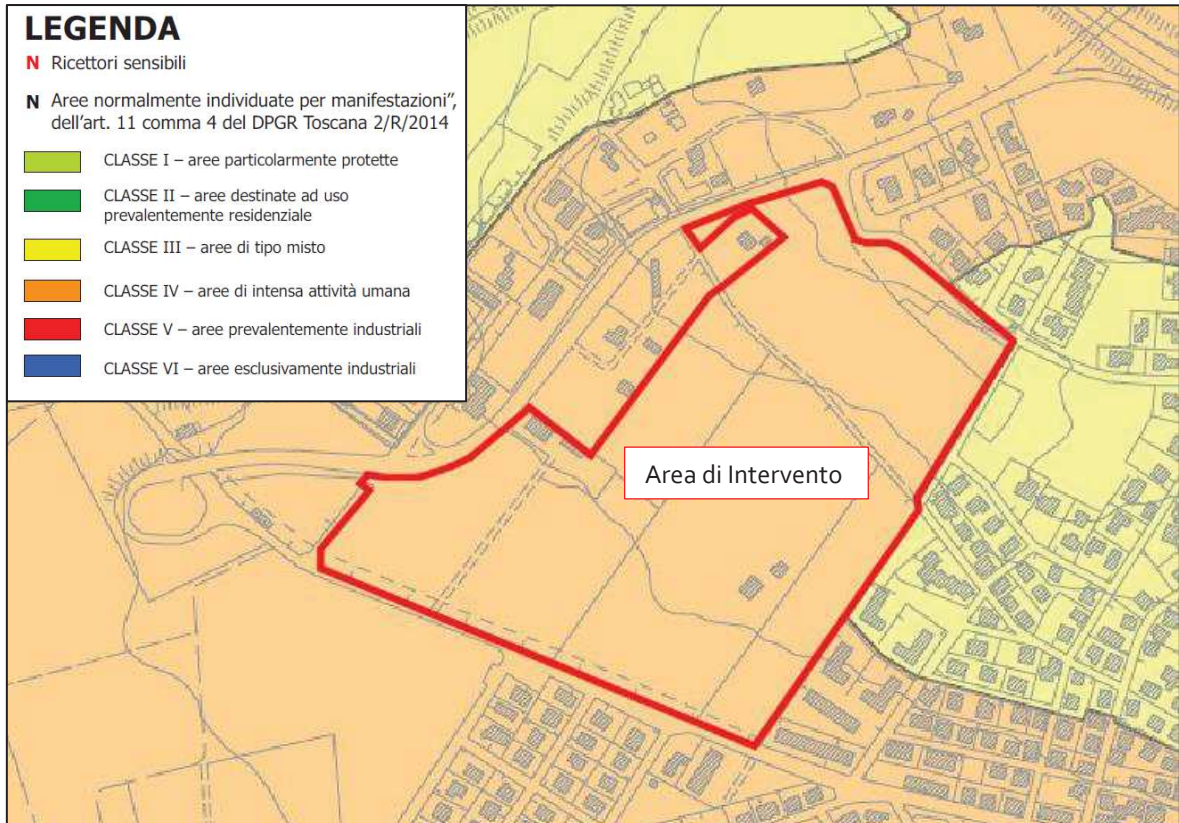 LEGENDA
N Ricettori sensibili
N Aree normalmente individuate per manifestazioni”,
dell'art. 11 comma 4 del DPGR Toscana 2/R/2014
CLASSE I – aree particolarmente protette
CLASSE II – aree destinate ad uso
prevalentemente residenziale
CLASSE III – aree di tipo misto
CLASSE IV – aree di intensa attività umana
CLASSE V – aree prevalentemente industriali
CLASSE VI – aree esclusivamente industriali
Area di Intervento